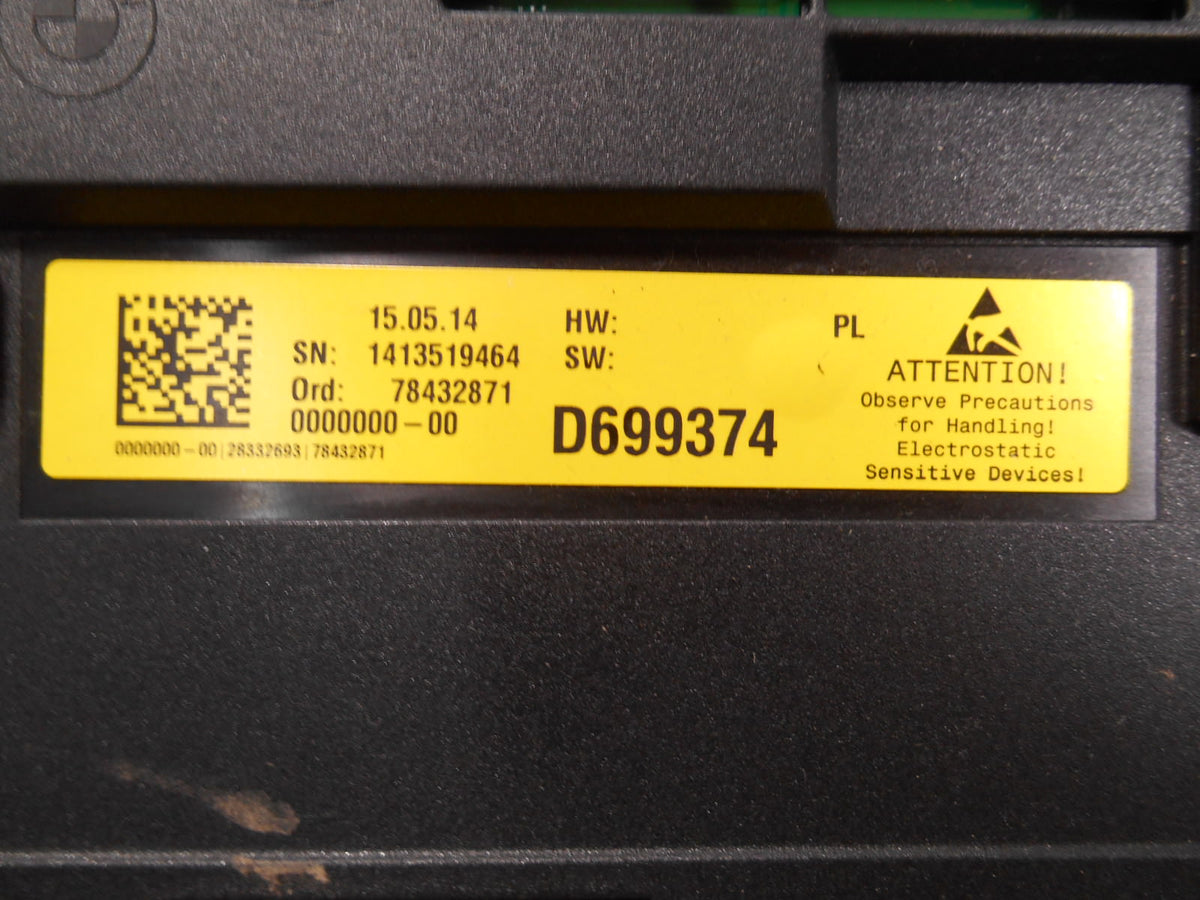 15.05.14
SN: 1413519464
Ord: 78432871
0000000-00
0000000-00|28332693|78432871
HW:
SW:
D699374
PL
ATTENTION!
Observe Precautions
for Handling!
Electrostatic
Sensitive Devices!